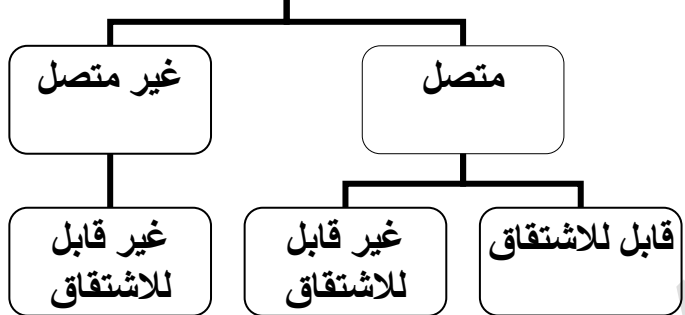 متصل
غير متصل
قابل للاشتقاق
غير قابل
للاشتقاق
غير قابل
للاشتقاق